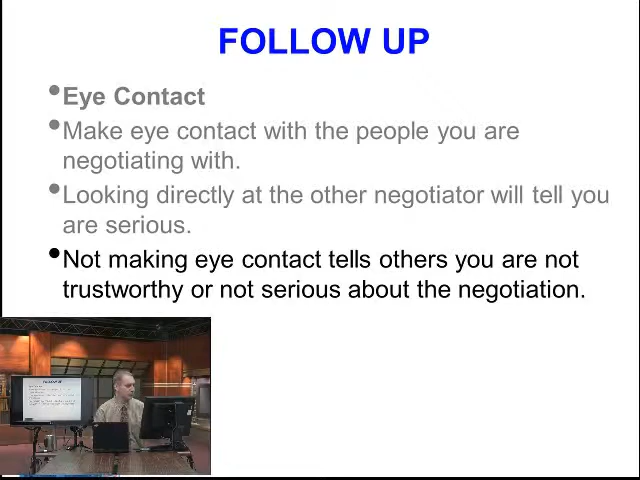 FOLLOW UP
•Eye Contact
•Make eye contact with the people you are
negotiating with.
•Looking directly at the other negotiator will tell you
are serious.
•Not making eye contact tells others you are not
trustworthy or not serious about the negotiation.
FOLLOW UP